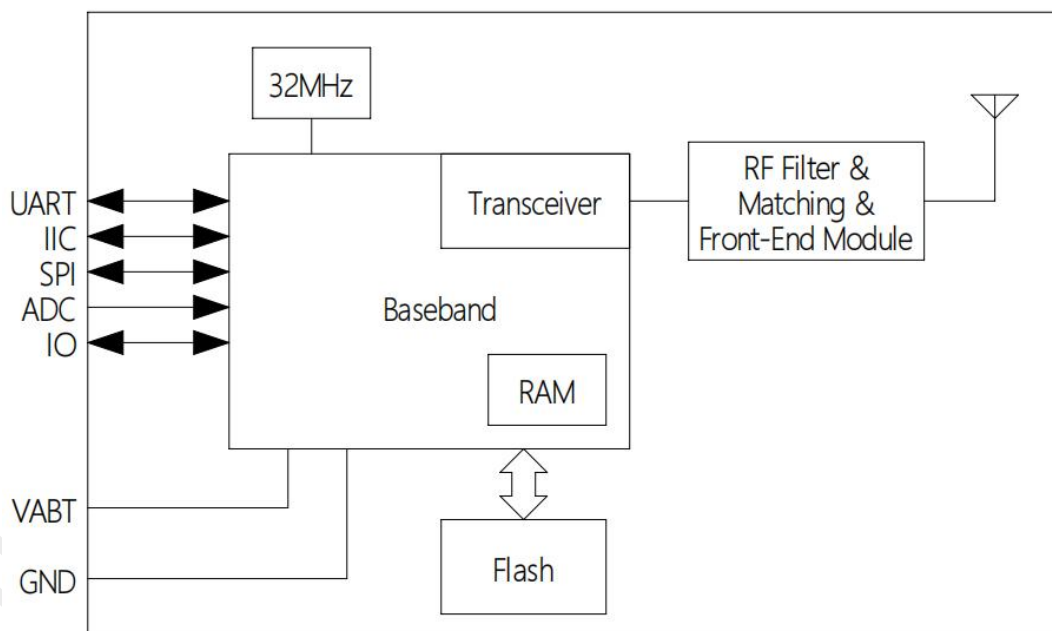 32MHz
Transceiver
RF Filter &
Matching &
Front-End Module
UART
IIC
SPI
ADC
IO
Baseband
RAM
VABT
GND
Flash